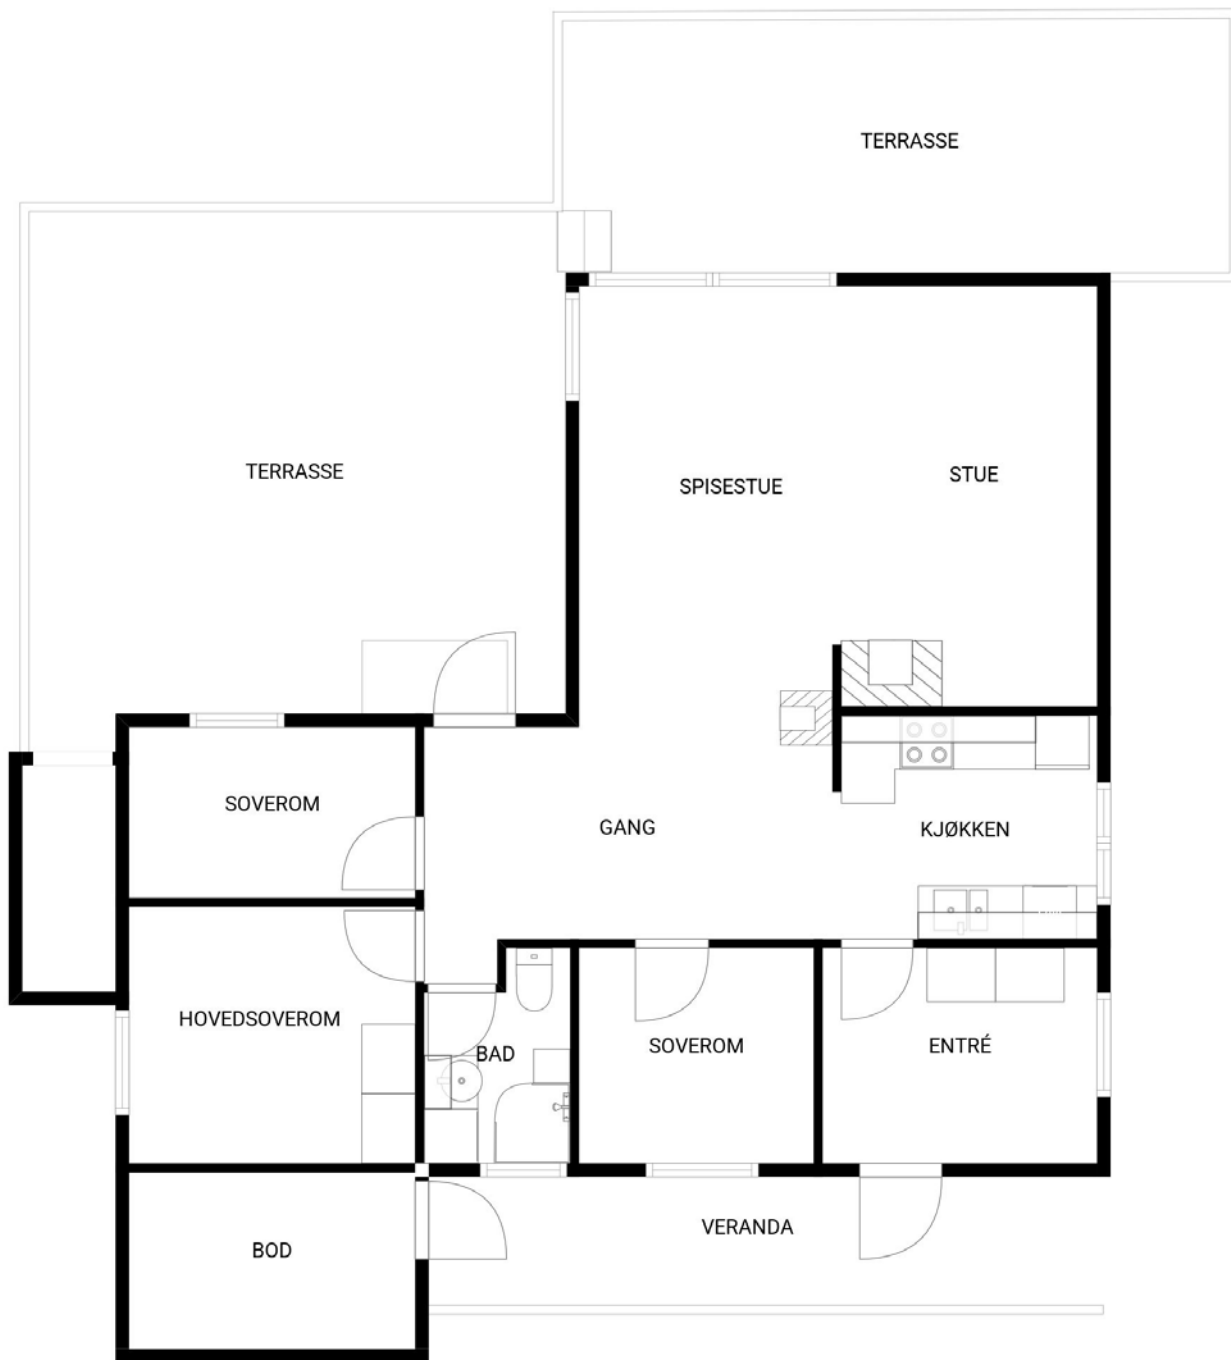 TERRASSE
TERRASSE
SPISESTUE
STUE
SOVEROM
GANG
KJØKKEN
HOVEDSOVEROM
BAD
SOVEROM
ENTRÉ
VERANDA
BOD